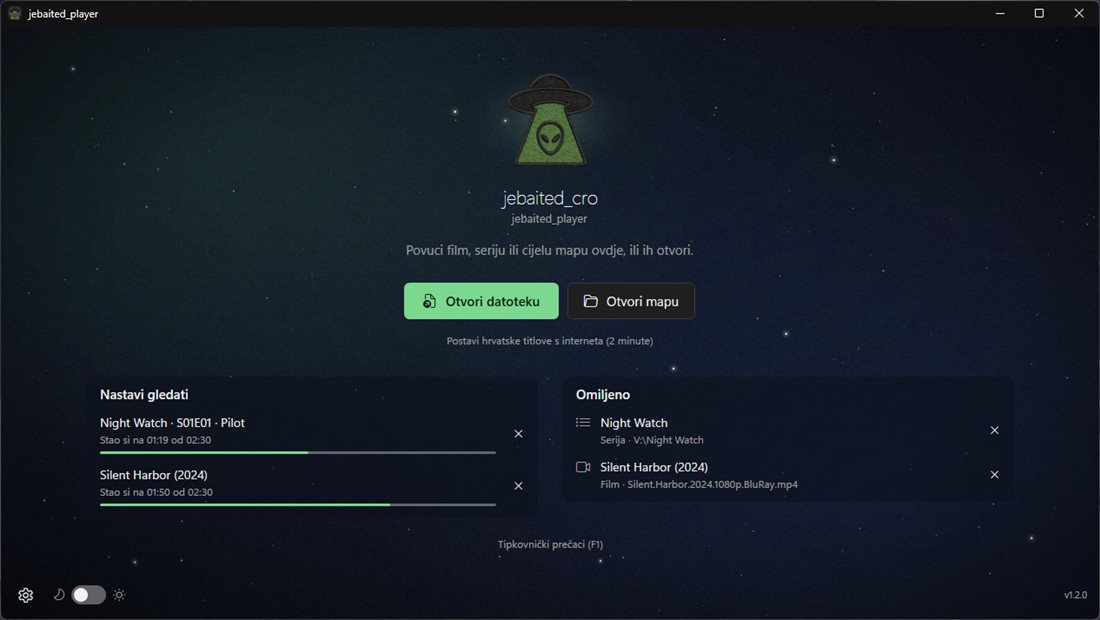 jebaited_player
jebaited_cro
jebaited_player
Povuci film, seriju ili cijelu mapu ovdje, ili ih otvori.
Otvori datoteku
Otvori mapu
Postavi hrvatske titlove s interneta (2 minute)
Nastavi gledati
Night Watch · S01E01 · Pilot
Stao si na 01:19 od 02:30
Silent Harbor (2024)
Stao si na 01:50 od 02:30
Omiljeno
Night Watch
Serija · V:\Night Watch
Silent Harbor (2024)
Film · Silent.Harbor.2024.1080p.BluRay.mp4
Tipkovnički prečaci (F1)
v1.2.0